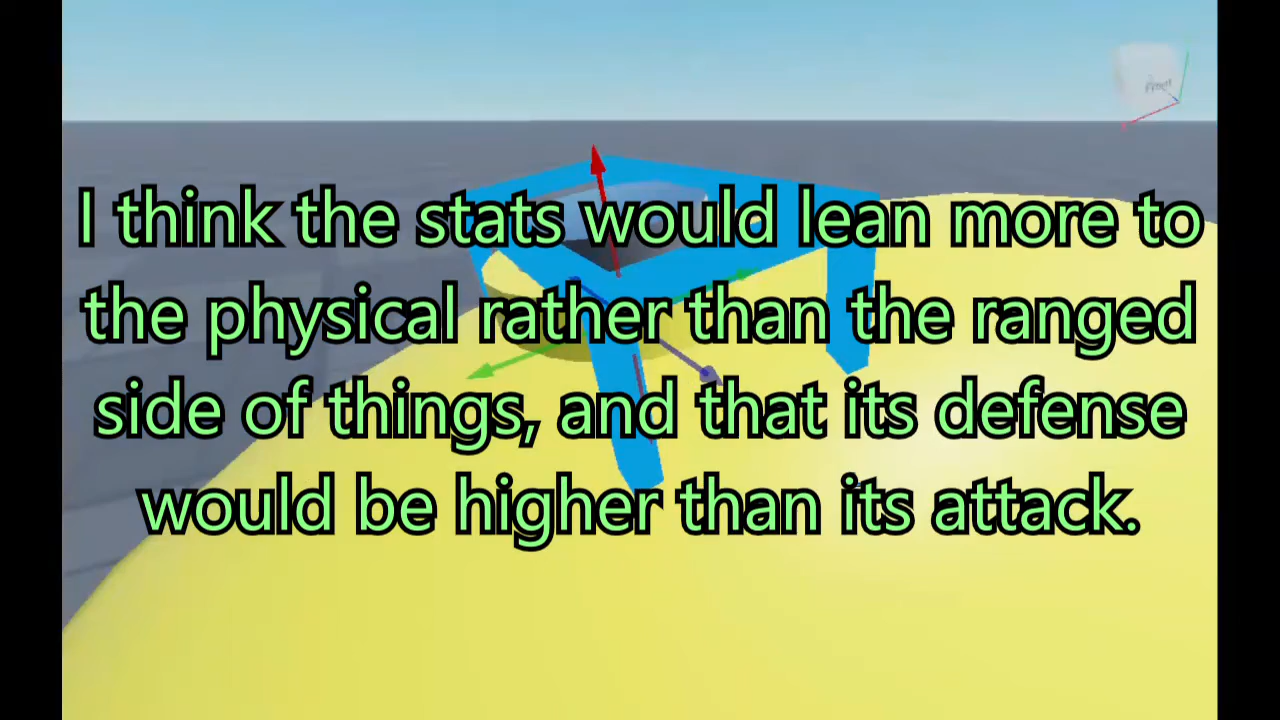 I think the stats would lean more to
the physical rather than the ranged
side of things, and that its defense
would be higher than its attack.